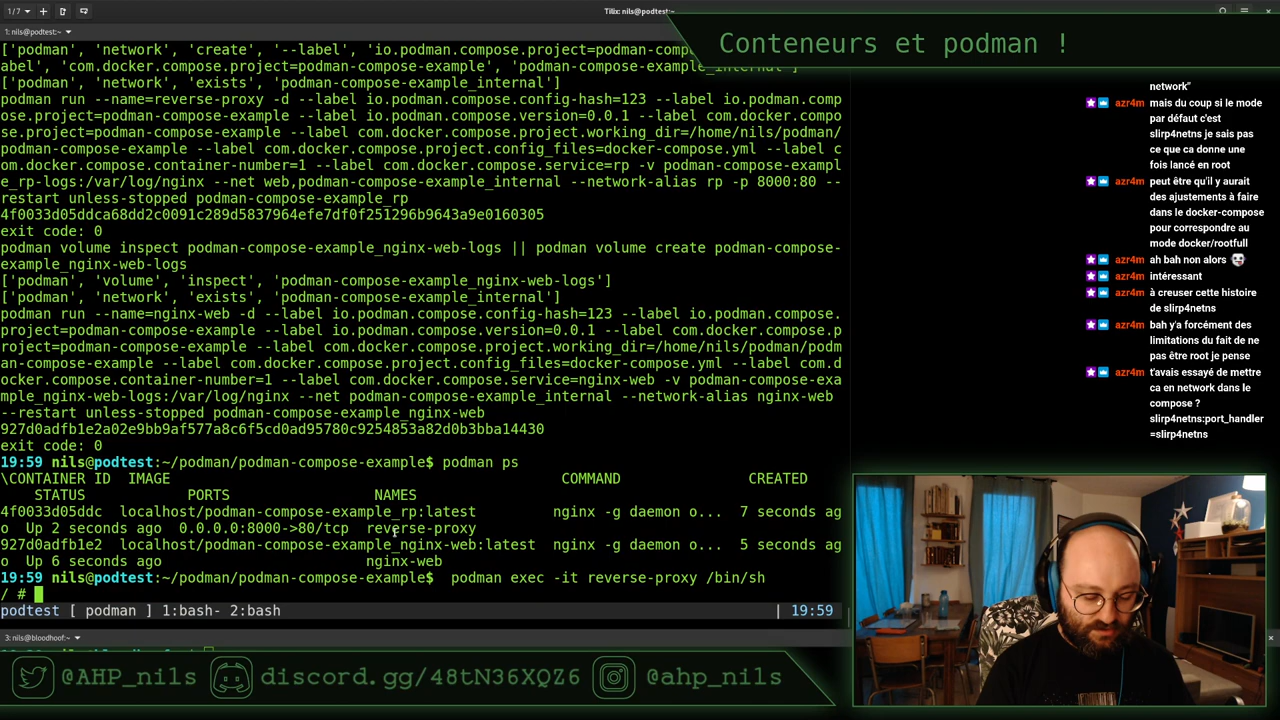 1 / 7
Tilix: nils@podtest:~
1: nils@podtest:~
Conteneurs et podman !
['podman', 'network', 'create', '--label', 'io.podman.compose.project=podman-comp
abel', 'com.docker.compose.project=podman-compose-example', 'podman-compose-example_internal']
['podman', 'network', 'exists', 'podman-compose-example_internal']
podman run --name=reverse-proxy -d --label io.podman.compose.config-hash=123 --label io.podman.comp
ose.project=podman-compose-example --label io.podman.compose.version=0.0.1 --label com.docker.compo
se.project=podman-compose-example --label com.docker.compose.project.working_dir=/home/nils/podman/
podman-compose-example --label com.docker.compose.project.config_files=docker-compose.yml --label c
om.docker.compose.container-number=1 --label com.docker.compose.service=rp -v podman-compose-exampl
e_rp-logs:/var/log/nginx --net web,podman-compose-example_internal --network-alias rp -p 8000:80 --
restart unless-stopped podman-compose-example_rp
4f0033d05ddca68dd2c0091c289d5837964efe7df0f251296b9643a9e0160305
exit code: 0
podman volume inspect podman-compose-example_nginx-web-logs || podman volume create podman-compose-
example_nginx-web-logs
['podman', 'volume', 'inspect', 'podman-compose-example_nginx-web-logs']
['podman', 'network', 'exists', 'podman-compose-example_internal']
podman run --name=nginx-web -d --label io.podman.compose.config-hash=123 --label io.podman.compose.
project=podman-compose-example --label io.podman.compose.version=0.0.1 --label com.docker.compose.p
roject=podman-compose-example --label com.docker.compose.project.working_dir=/home/nils/podman/podm
an-compose-example --label com.docker.compose.project.config_files=docker-compose.yml --label com.d
ocker.compose.container-number=1 --label com.docker.compose.service=nginx-web -v podman-compose-exa
mple_nginx-web-logs:/var/log/nginx --net podman-compose-example_internal --network-alias nginx-web
--restart unless-stopped podman-compose-example_nginx-web
927d0adfb1e2a02e9bb9af577a8c6f5cd0ad95780c9254853a82d0b3bba14430
exit code: 0
19:59 nils@podtest:~/podman/podman-compose-example$ podman ps
\CONTAINER ID  IMAGE                                                COMMAND               CREATED
STATUS            PORTS                 NAMES
4f0033d05ddc  localhost/podman-compose-example_rp:latest         nginx -g daemon o...  7 seconds ag
o  Up 2 seconds ago  0.0.0.0:8000->80/tcp  reverse-proxy
927d0adfb1e2  localhost/podman-compose-example_nginx-web:latest  nginx -g daemon o...  5 seconds ag
o  Up 6 seconds ago                        nginx-web
19:59 nils@podtest:~/podman/podman-compose-example$  podman exec -it reverse-proxy /bin/sh
/ #
podtest [ podman ] 1:bash- 2:bash                                                            | 19:59
3: nils@bloodhoof:~
network"
azr4m mais du coup si le mode
par défaut c'est
slirp4netns je sais pas
ce que ca donne une
fois lancé en root
azr4m peut être qu'il y aurait
des ajustements à faire
dans le docker-compose
pour correspondre au
mode docker/rootfull
azr4m ah bah non alors
azr4m intéressant
azr4m à creuser cette histoire
de slirp4netns
azr4m bah y'a forcément des
limitations du fait de ne
pas être root je pense
azr4m t'avais essayé de mettre
ca en network dans le
compose ?
slirp4netns:port_handler
=slirp4netns
@AHP_nils
discord.gg/48tN36XQZ6
@ahp_nils